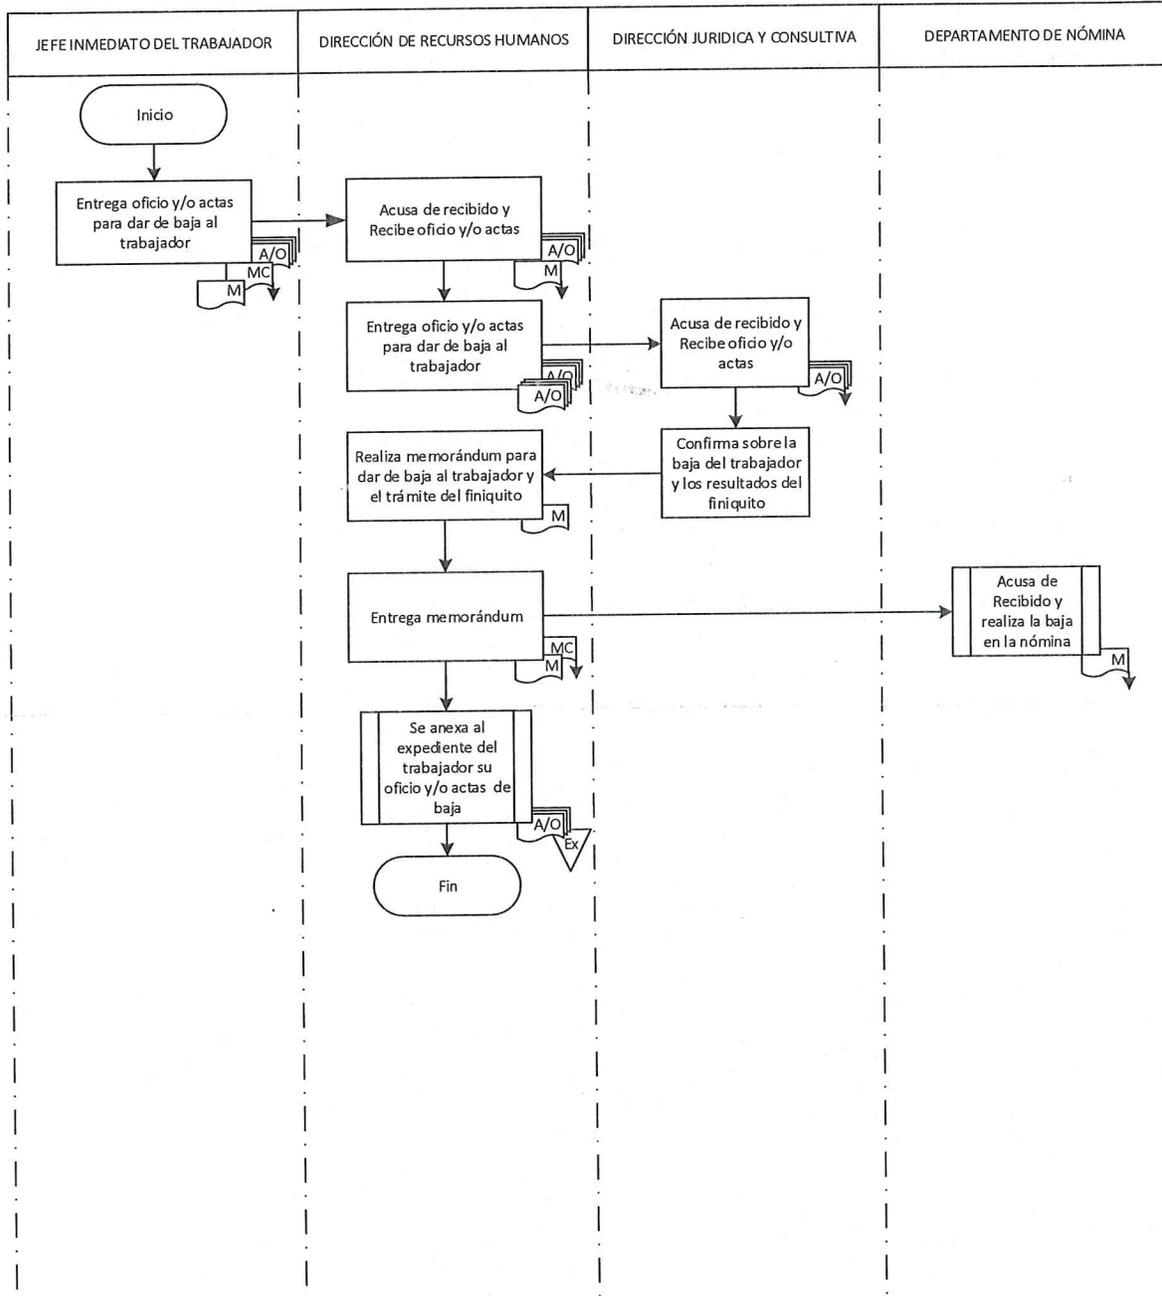 JEFE INMEDIATO DEL TRABAJADOR
DIRECCIÓN DE RECURSOS HUMANOS
DIRECCIÓN JURIDICA Y CONSULTIVA
DEPARTAMENTO DE NÓMINA
Inicio
Entrega oficio y/o actas
para dar de baja al
trabajador
A/O
MC
M
Acusa de recibido y
Recibe oficio y/o actas
A/O
M
Entrega oficio y/o actas
para dar de baja al
trabajador
A/O
A/O
Acusa de recibido y
Recibe oficio y/o
actas
A/O
Confirma sobre la
baja del trabajador
y los resultados del
finiquito
Realiza memorándum para
dar de baja al trabajador y
el trámite del finiquito
M
Entrega memorándum
MC
M
Acusa de
Recibido y
realiza la baja
en la nómina
M
Se anexa al
expediente del
trabajador su
oficio y/o actas de
baja
A/O
Ex
Fin